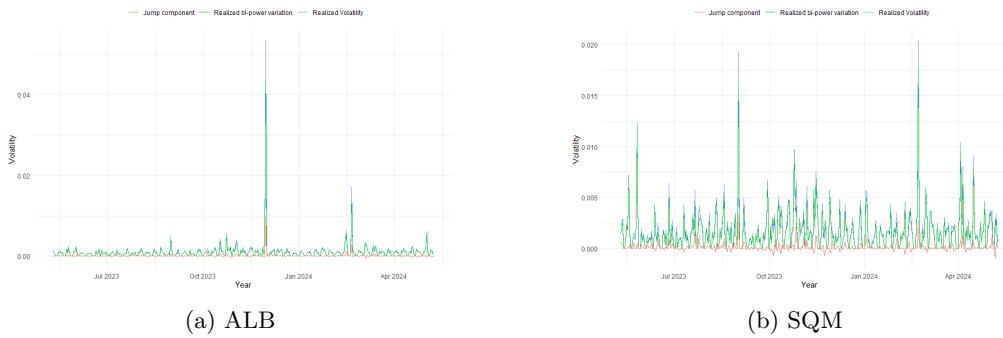 Jump component Realized bi-power variation Realized Volatility
Volatility
0.04
0.02
0.00
Jul 2023 Oct 2023 Jan 2024 Apr 2024
Year
(a) ALB
Jump component Realized bi-power variation Realized Volatility
Volatility
0.020
0.015
0.010
0.005
0.000
Jul 2023 Oct 2023 Jan 2024 Apr 2024
Year
(b) SQM